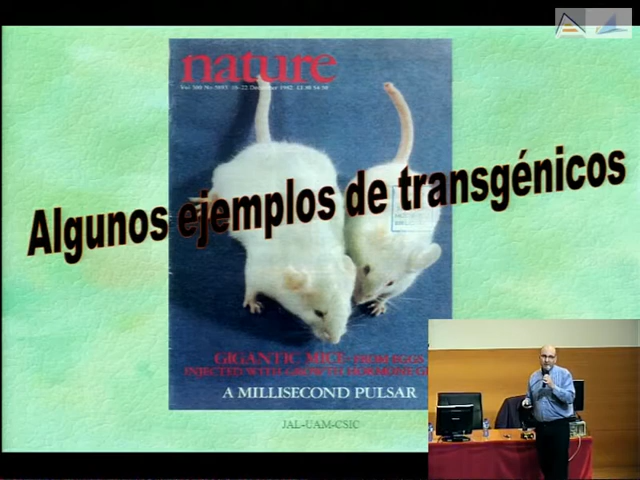 nature
Algunos ejemplos de transgénicos
GIGANTIC MICE FROM EGGS
INJECTED WITH GROWTH HORMONE
A MILLISECOND PULSAR
JAL-UAM-CSIC